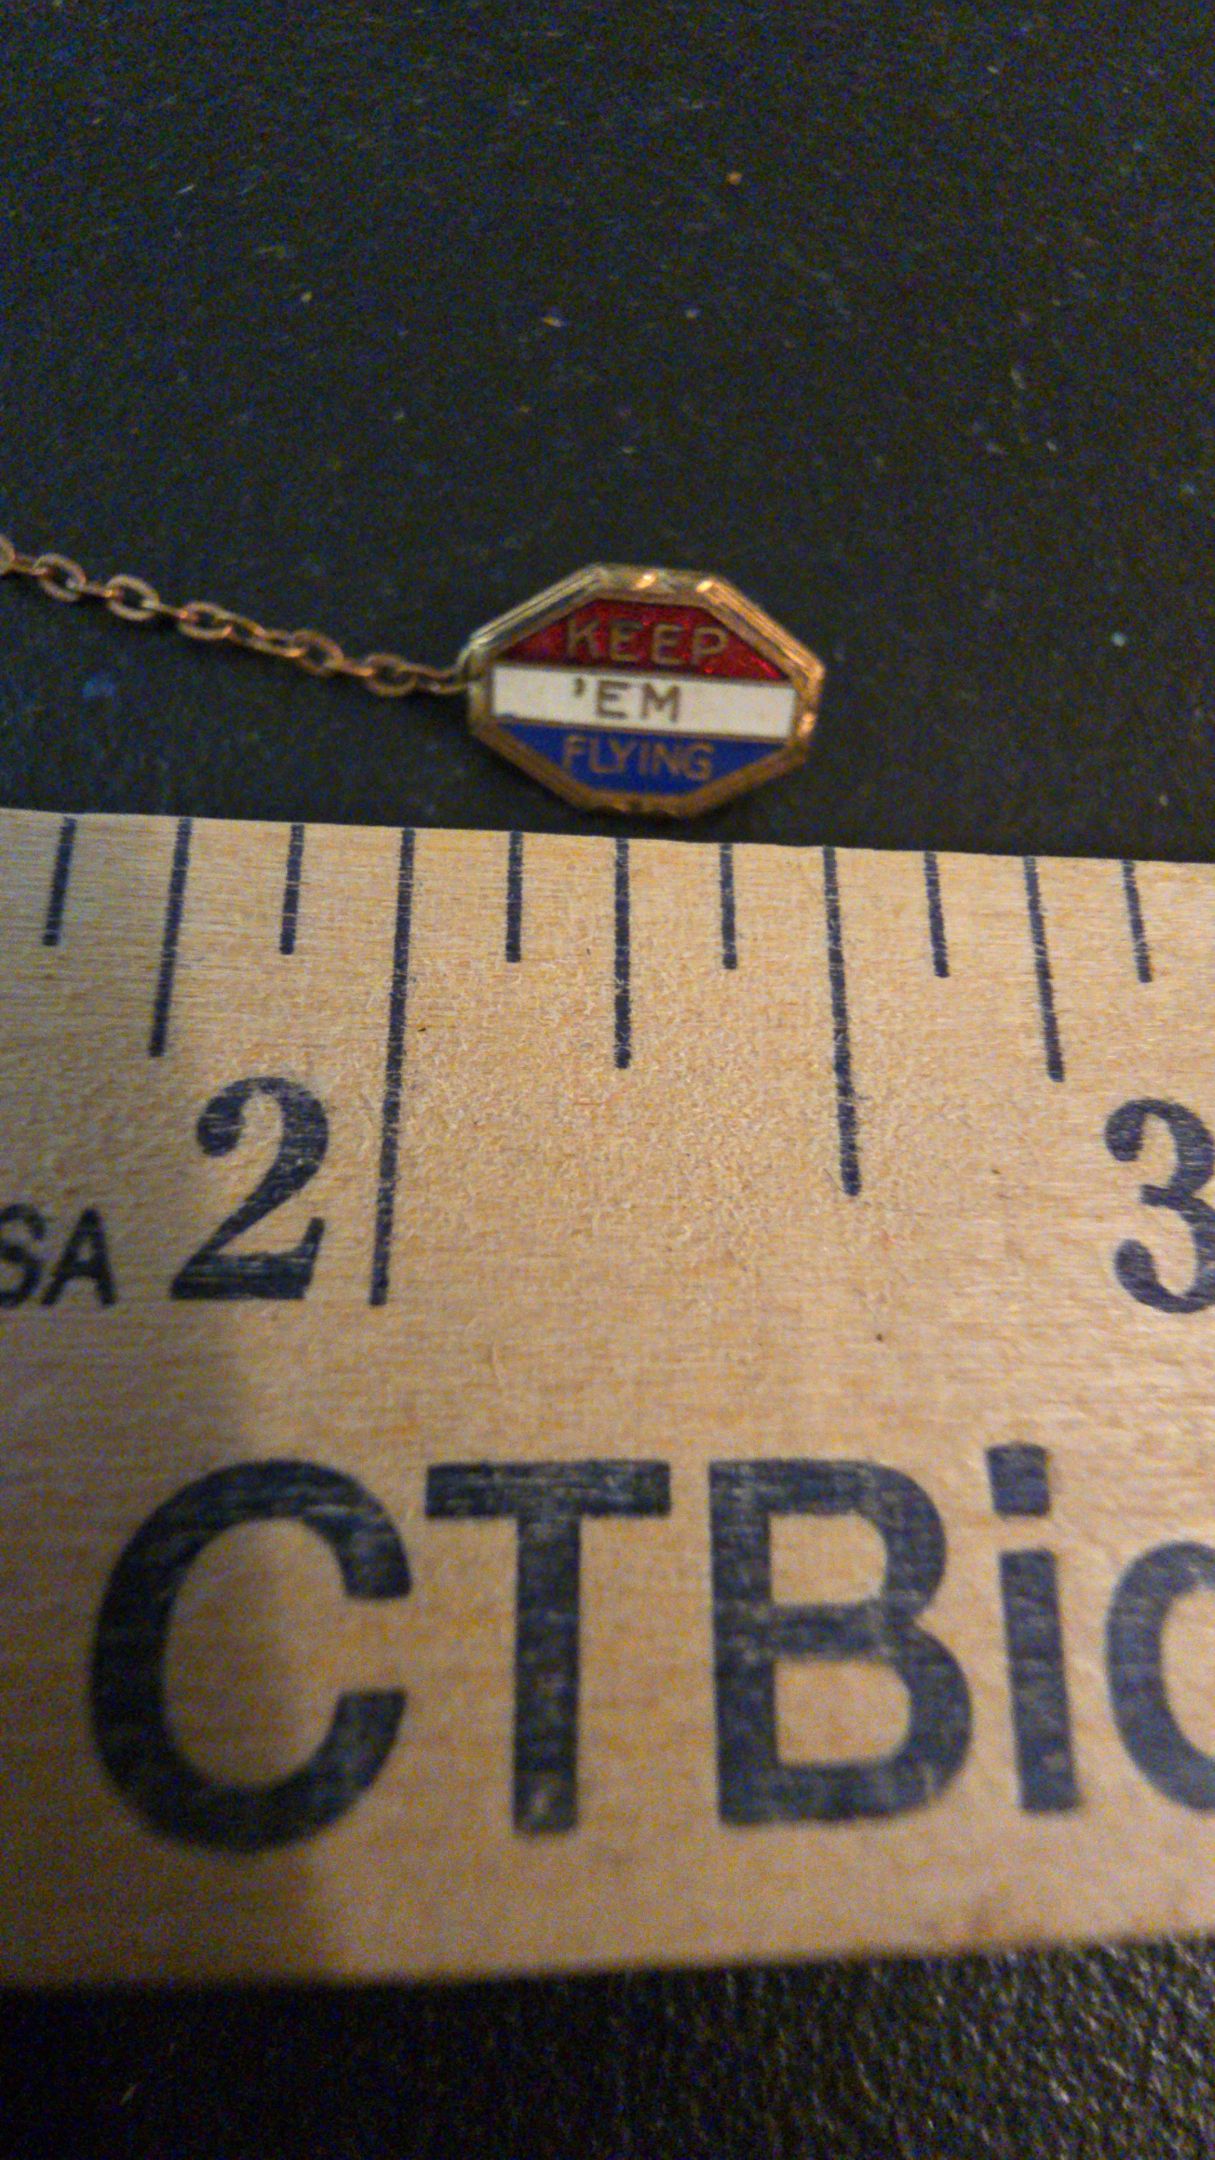 KEEP
'EM
FLYING
2
3
SA
CTBi